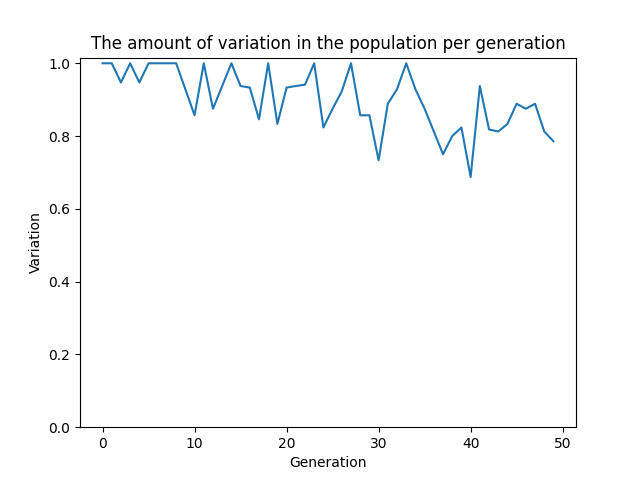 The amount of variation in the population per generation
1.0
0.8
0.6
0.4
0.2
0.0
Variation
0 10 20 30 40 50
Generation